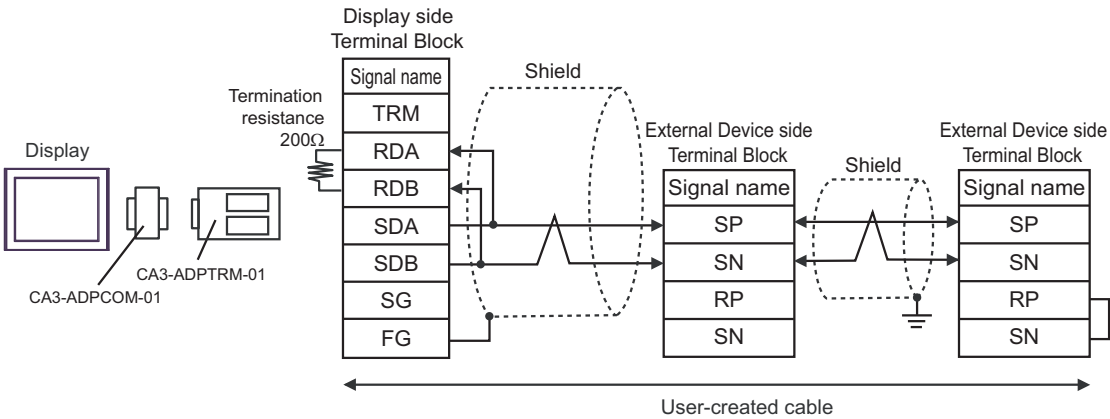 Display side
Terminal Block
Signal name
TRM
RDA
RDB
SDA
SDB
SG
FG
Termination
resistance
200Ω
Shield
Display
CA3-ADPCOM-01
CA3-ADPTRM-01
External Device side
Terminal Block
Signal name
SP
SN
RP
SN
Shield
External Device side
Terminal Block
Signal name
SP
SN
RP
SN
User-created cable